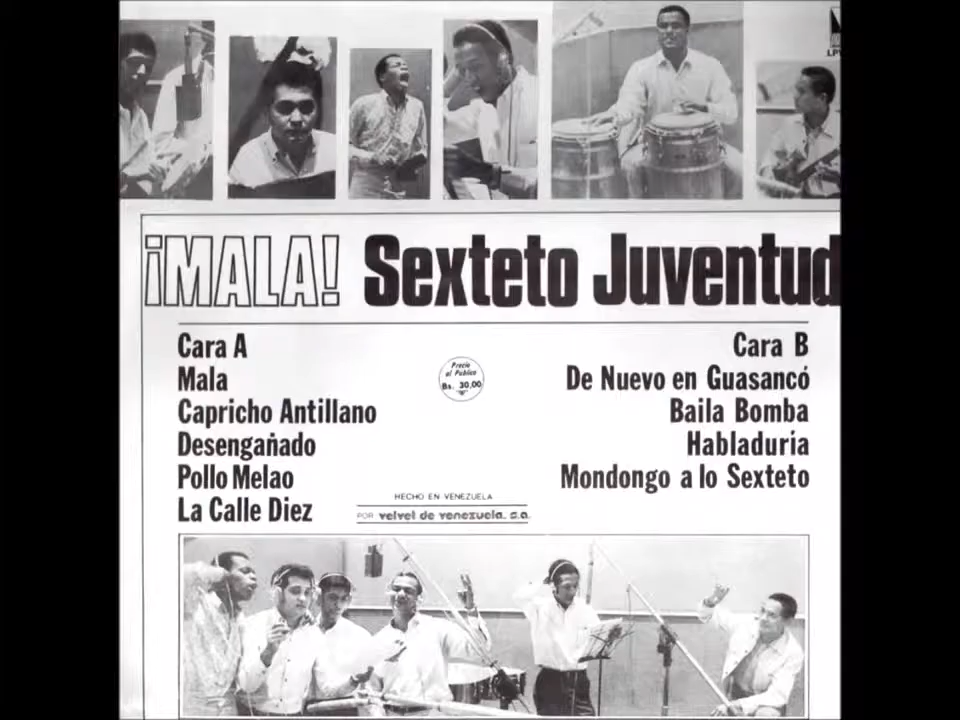 LPV
¡MALA! Sexteto Juventud
Cara A
Mala
Capricho Antillano
Desengañado
Pollo Melao
La Calle Diez
Precio
al Publico
Bs. 30,00
HECHO EN VENEZUELA
POR velvet de venezuela. s.a.
Cara B
De Nuevo en Guasancó
Baila Bomba
Habladuria
Mondongo a lo Sexteto